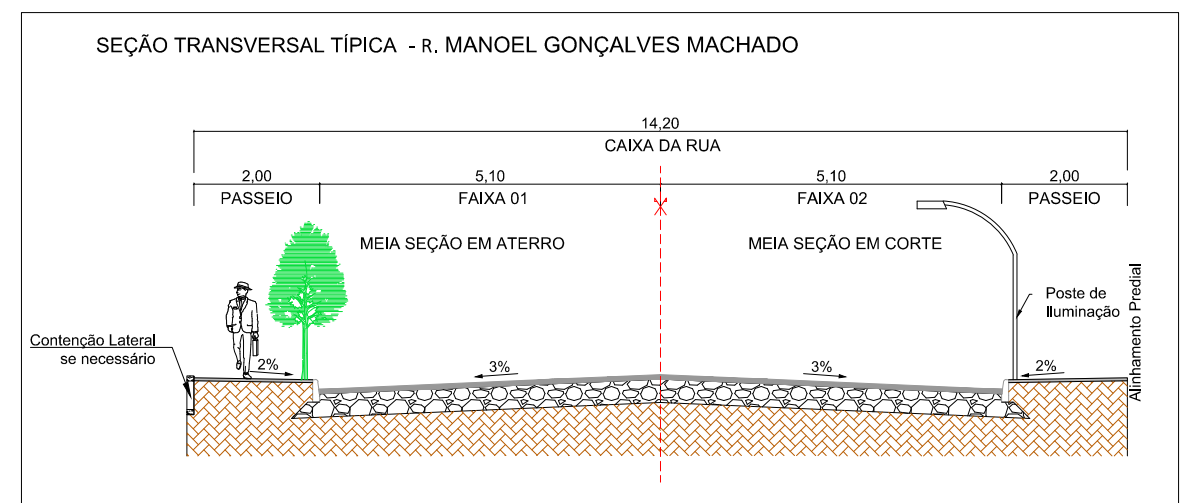 SEÇÃO TRANSVERSAL TÍPICA - R. MANOEL GONÇALVES MACHADO
14,20
CAIXA DA RUA
2,00
5,10
5,10
2,00
PASSEIO
FAIXA 01
FAIXA 02
PASSEIO
MEIA SEÇÃO EM ATERRO
MEIA SEÇÃO EM CORTE
Poste de
Iluminação
Alinhamento Predial
Contenção Lateral
se necessário
2%
3%
3%
2%